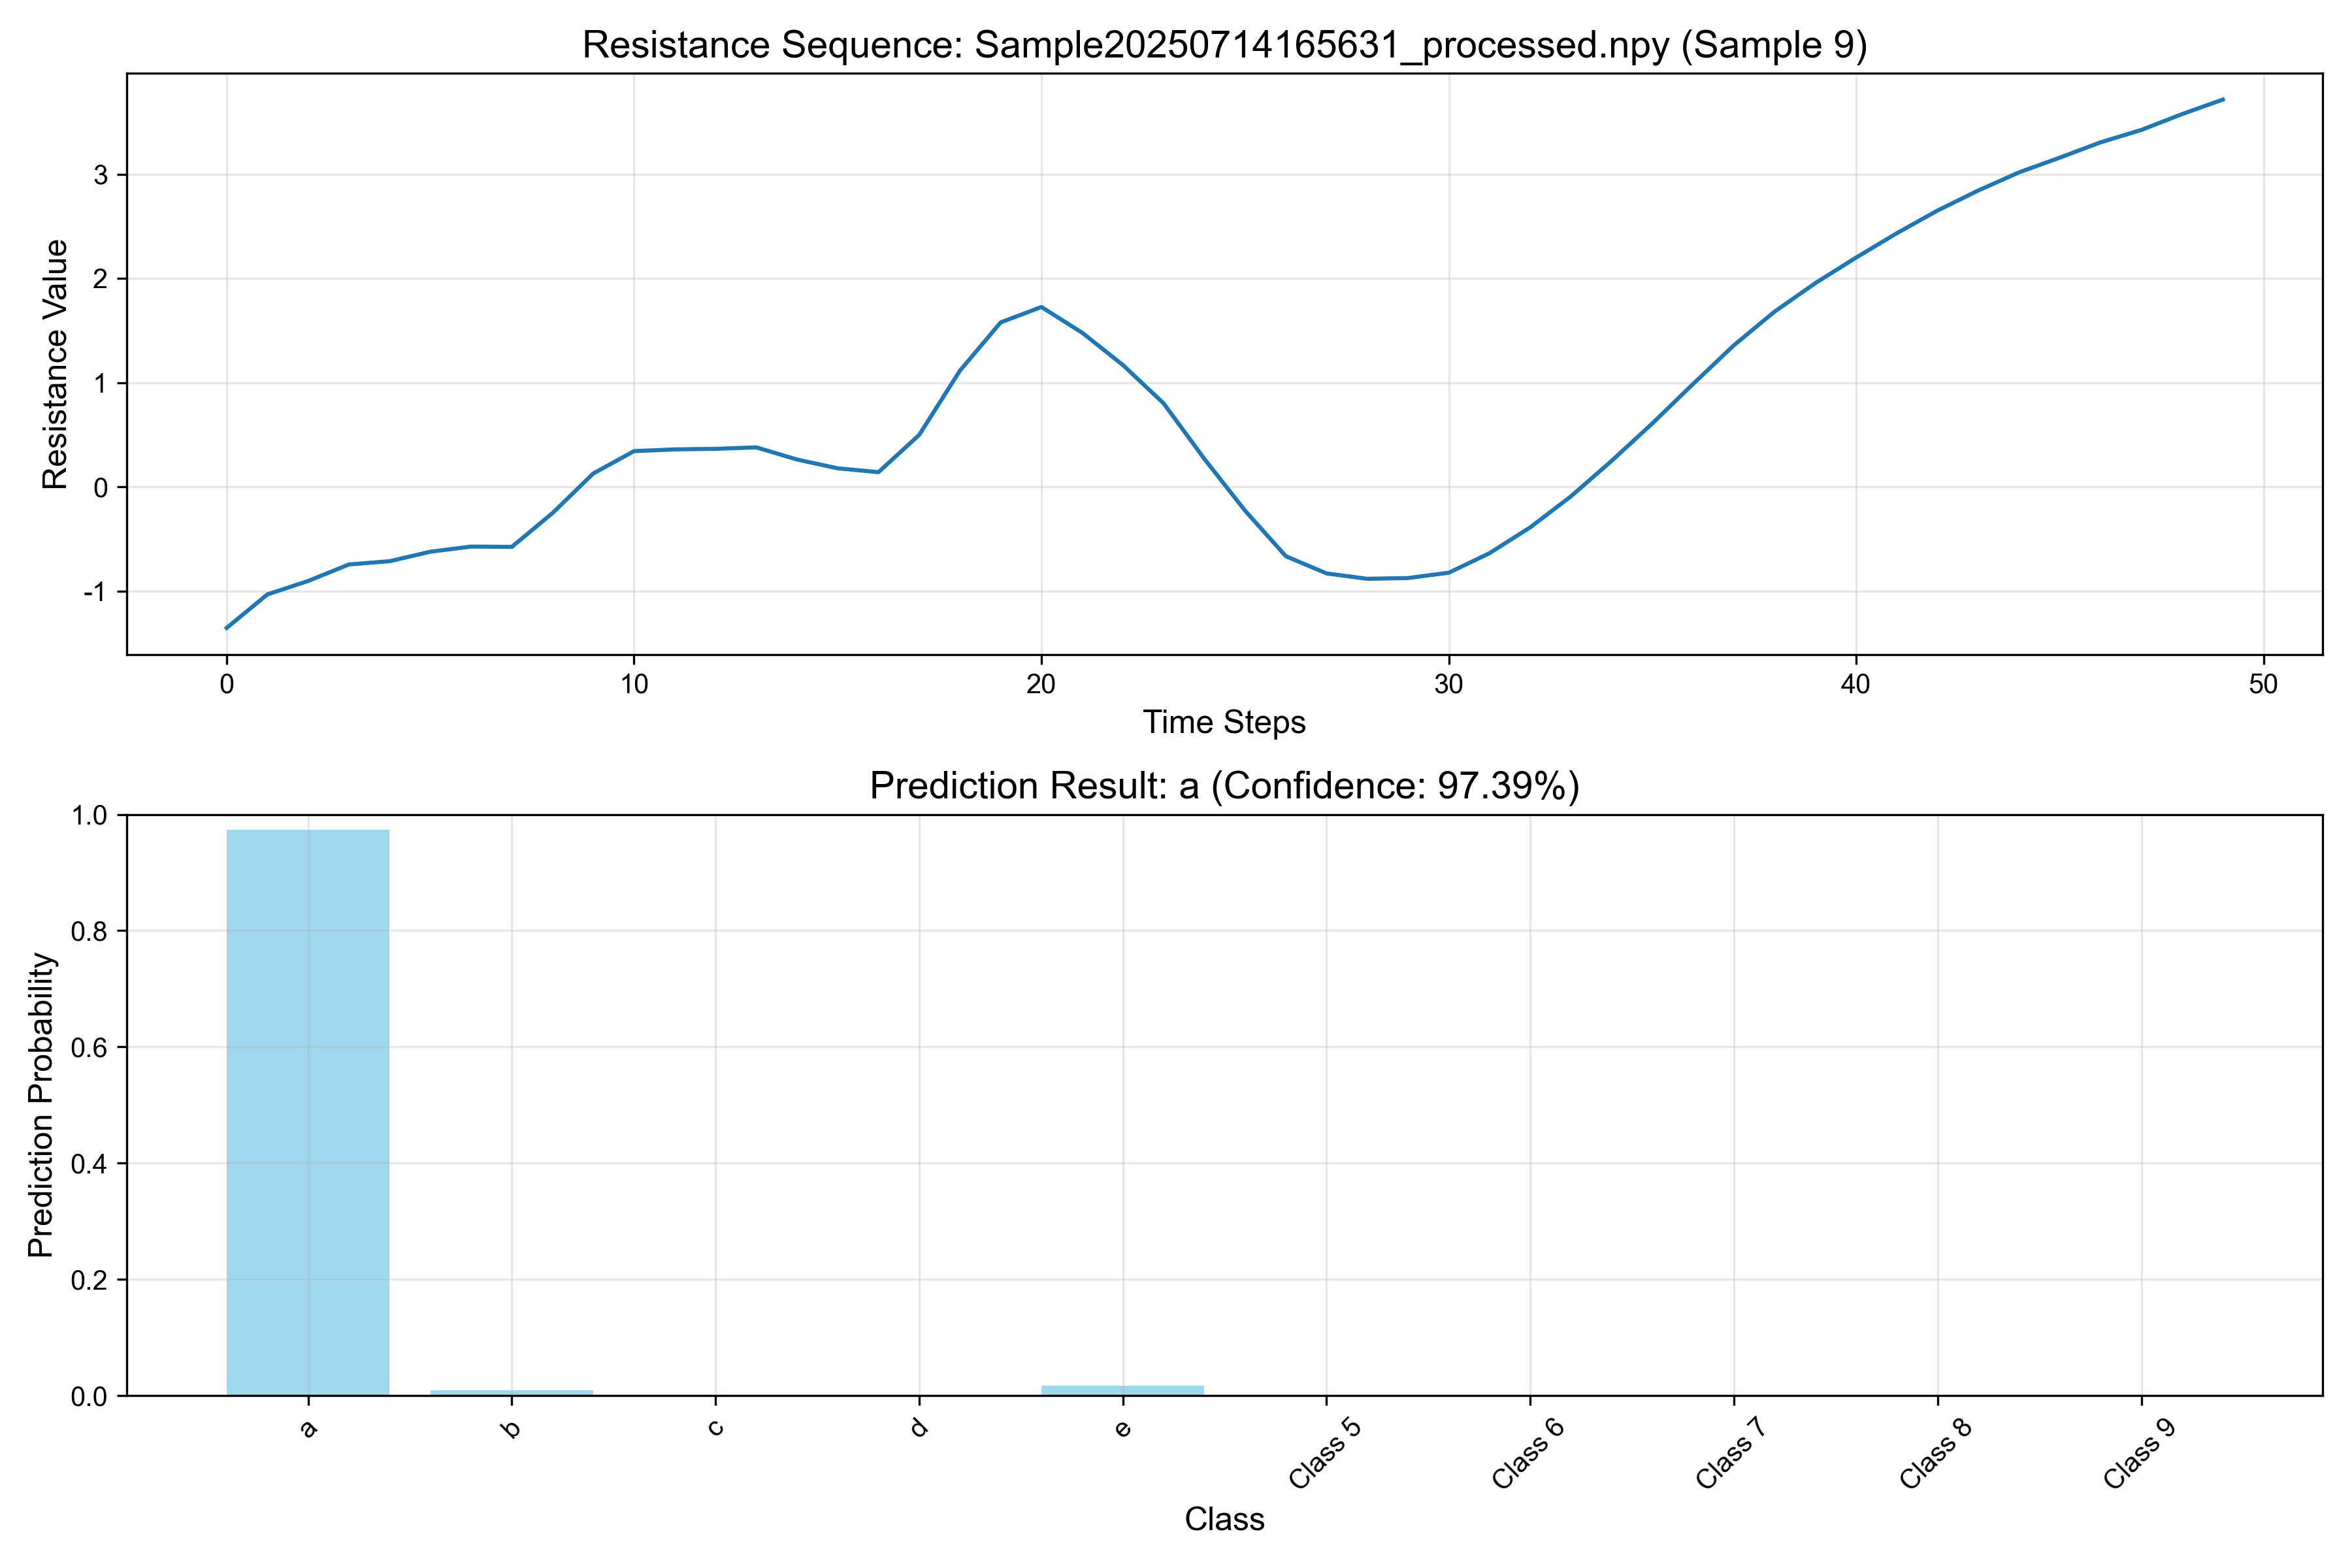 Resistance Sequence: Sample20250714165631_processed.npy (Sample 9)
Resistance Value
3
2
1
0
-1
0 10 20 30 40 50
Time Steps
Prediction Result: a (Confidence: 97.39%)
Prediction Probability
1.0
0.8
0.6
0.4
0.2
0.0
a b c d e Class 5 Class 6 Class 7 Class 8 Class 9
Class